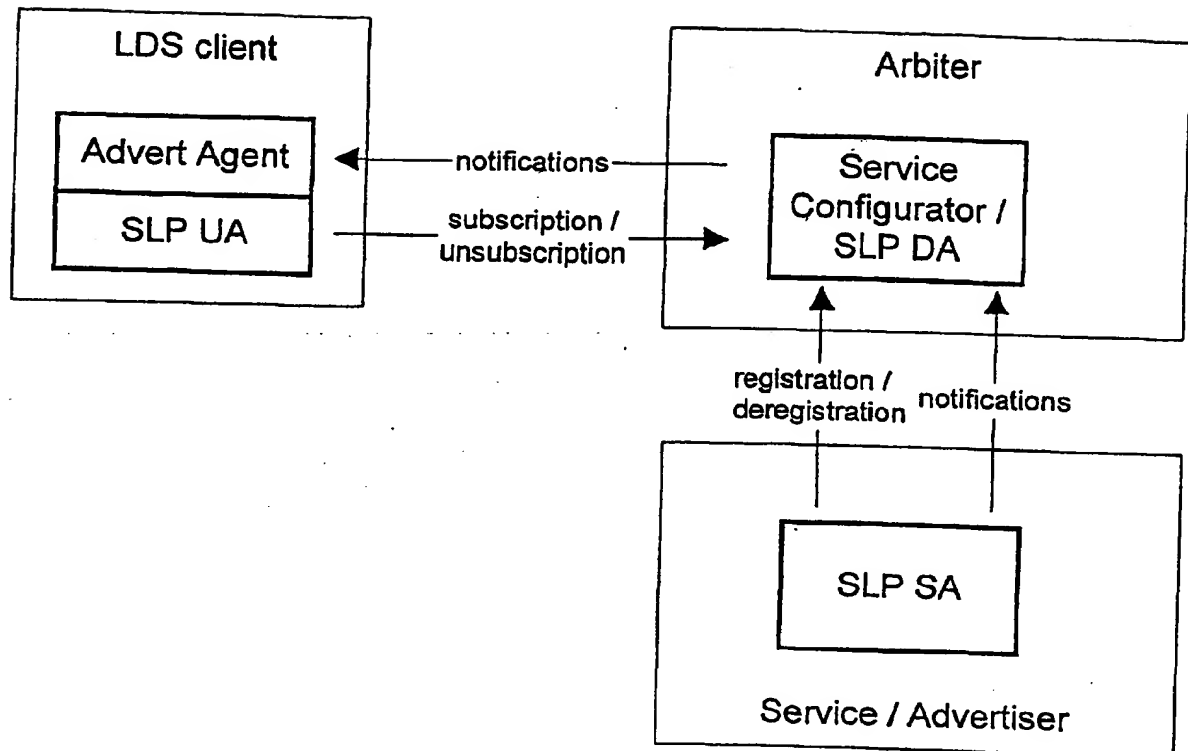 LDS client
Advert Agent
SLP UA
notifications
subscription /
unsubscription
Arbiter
Service
Configurator /
SLP DA
registration /
deregistration
notifications
SLP SA
Service / Advertiser